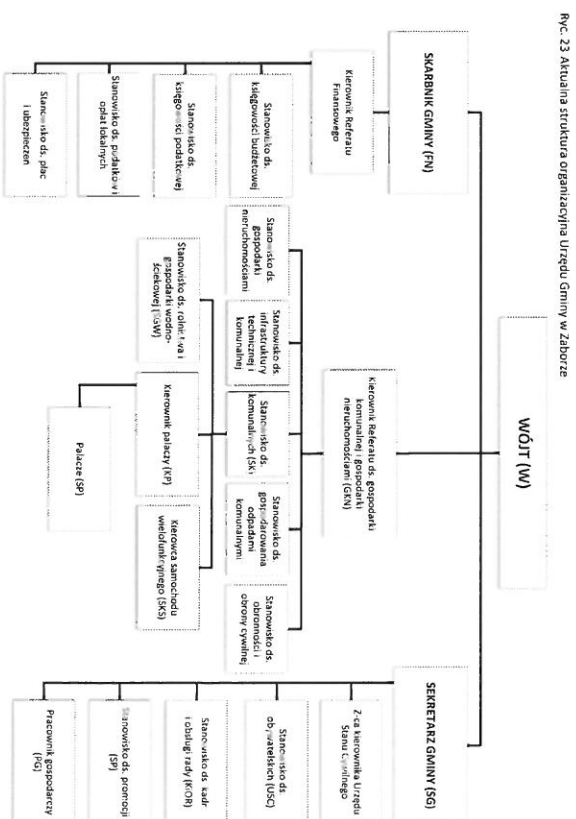 Ryc. 23 Aktualna struktura organizacyjna Urzędu Gminy w Zaborze
WÓJT (W)
SKARBNIK GMINY (FN)
Kierownik Referatu
Finansowego
Stanowisko ds.
księgowości budżetowej
Stanowisko ds.
księgowości podatkowej
Stanowisko ds. podatków i
opłat lokalnych
Stanowisko ds. płac
i ubezpieczeń
Kierownik Referatu ds. gospodarki
komunalnej i gospodarki
nieruchomościami (GKN)
Stanowisko ds.
gospodarki
nieruchomościami
Stanowisko ds.
infrastruktury
technicznej i
komunalnej
Stanowisko ds.
komunalnych (SK)
Stanowisko ds.
gospodarowania
odpadami
komunalnymi
Stanowisko ds.
obronności i
obrony cywilnej
Stanowisko ds. rolnictwa i
gospodarki wodno-
ściekowej (RGW)
Kierownik palaczy (KP)
Kierowca samochodu
wielofunkcyjnego (SKS)
Palacze (SP)
SEKRETARZ GMINY (SG)
Z-ca kierownika Urzędu
Stanu Cywilnego
Stanowisko ds.
obywatelskich (USC)
Stanowisko ds. kadr
i obsługi rady (KiOR)
Stanowisko ds. promocji
(SP)
Pracownik gospodarczy
(PG)